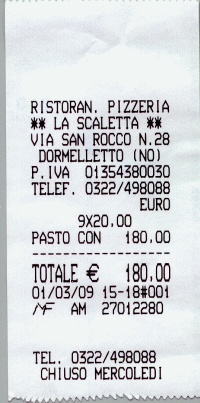 RISTORAN. PIZZERIA
** LA SCALETTA **
VIA SAN ROCCO N.28
DORMELLETTO (NO)
P.IVA 01354380030
TELEF. 0322/498088
EURO
9X20.00
PASTO CON 180.00
------------------
TOTALE € 180.00
01/03/09 15-18#001
MF AM 27012280
TEL. 0322/498088
CHIUSO MERCOLEDI